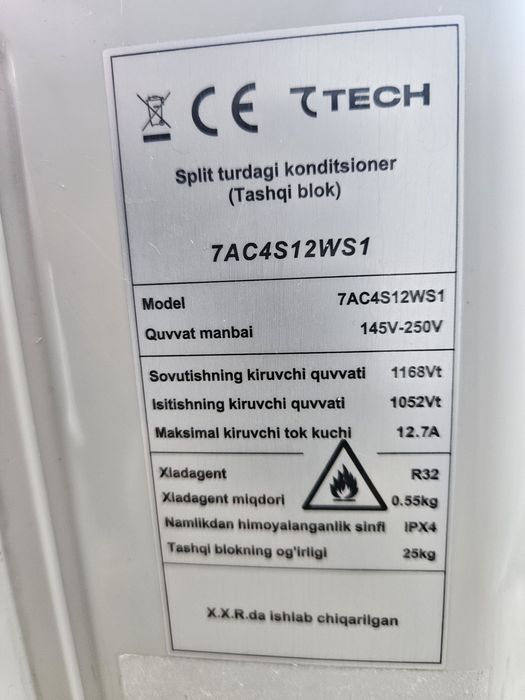 CE 7TECH
Split turdagi konditsioner
(Tashqi blok)
7AC4S12WS1
Model 7AC4S12WS1
Quvvat manbai 145V-250V
Sovutishning kiruvchi quvvati 1168Vt
Isitishning kiruvchi quvvati 1052Vt
Maksimal kiruvchi tok kuchi 12.7A
Xladagent R32
Xladagent miqdori 0.55kg
Namlikdan himoyalanganlik sinfi IPX4
Tashqi blokning og'irligi 25kg
X.X.R.da ishlab chiqarilgan